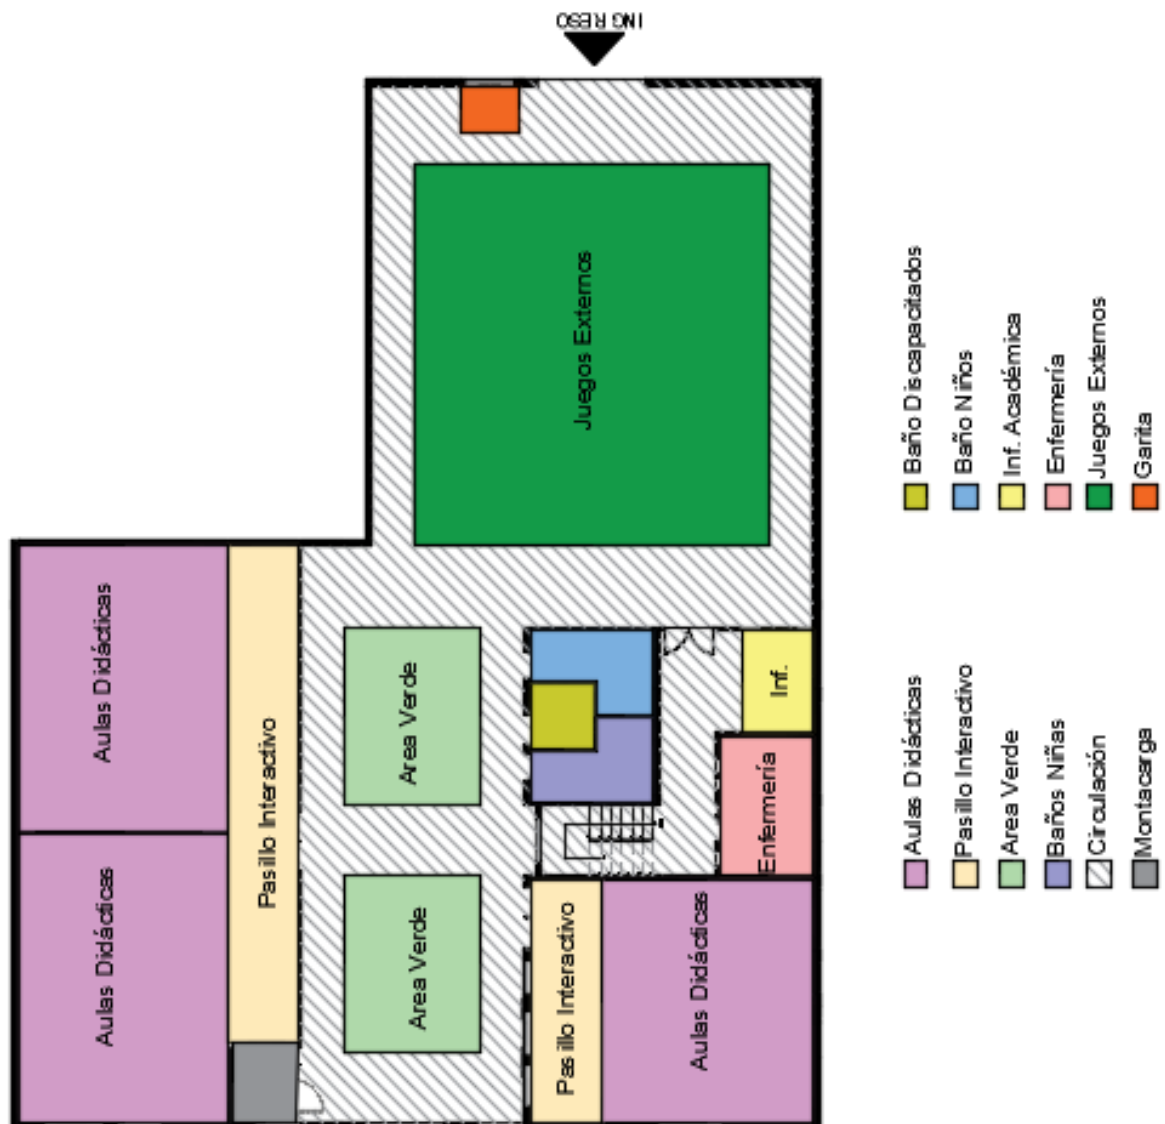 ING RESO
Juegos Externos
Aulas Didácticas
Aulas Didácticas
Pasillo Interactivo
Area Verde
Area Verde
Inf.
Enfermería
Pasillo Interactivo
Aulas Didácticas
Aulas Didácticas
Pasillo Interactivo
Area Verde
Baños Niñas
Circulación
Montacarga
Baño Discapacitados
Baño Niños
Inf. Académica
Enfermería
Juegos Externos
Garita